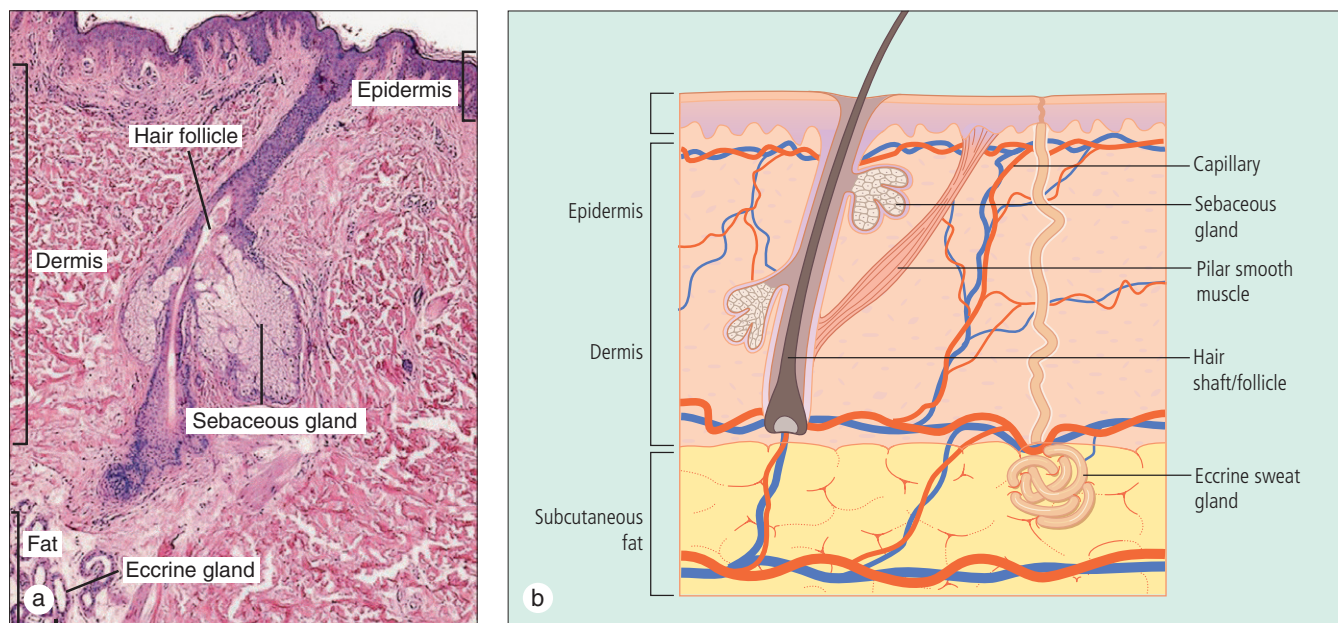 Epidermis
Hair follicle
Dermis
Sebaceous gland
Fat
Eccrine gland
a
Epidermis
Dermis
Subcutaneous
fat
Capillary
Sebaceous
gland
Pilar smooth
muscle
Hair
shaft/follicle
Eccrine sweat
gland
b